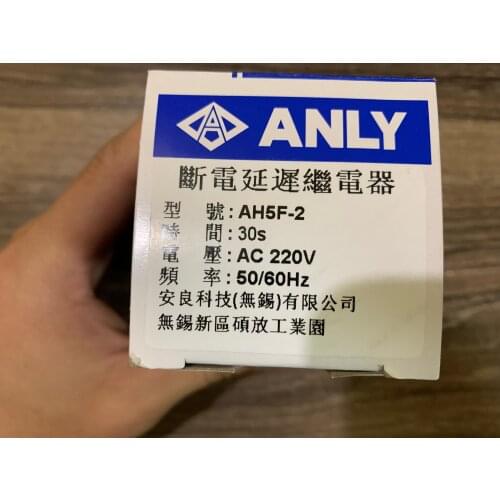 ANLY
斷電延遲繼電器
型 號：AH5F-2
時 間：30s
電 壓：AC 220V
頻 率：50/60Hz
安良科技(無錫)有限公司
無錫新區碩放工業園